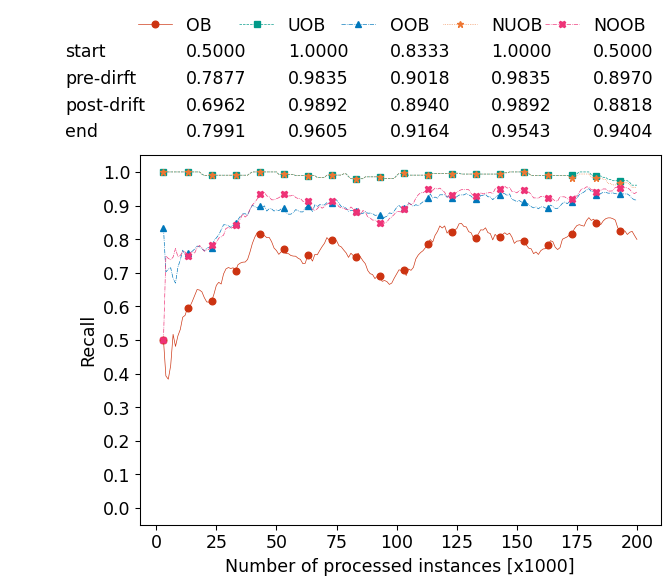 OB UOB OOB NUOB NOOB
start 0.5000 1.0000 0.8333 1.0000 0.5000
pre-dirft 0.7877 0.9835 0.9018 0.9835 0.8970
post-drift 0.6962 0.9892 0.8940 0.9892 0.8818
end 0.7991 0.9605 0.9164 0.9543 0.9404
1.0
0.9
0.8
0.7
0.6
0.5
0.4
0.3
0.2
0.1
0.0
Recall
0 25 50 75 100 125 150 175 200
Number of processed instances [x1000]